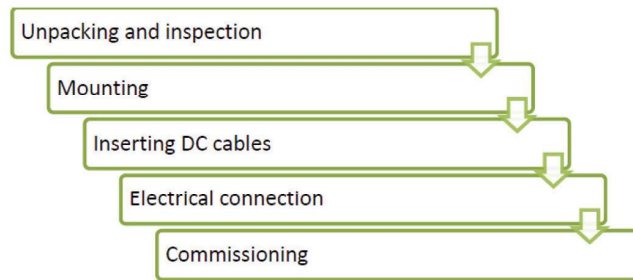 Unpacking and inspection
Mounting
Inserting DC cables
Electrical connection
Commissioning